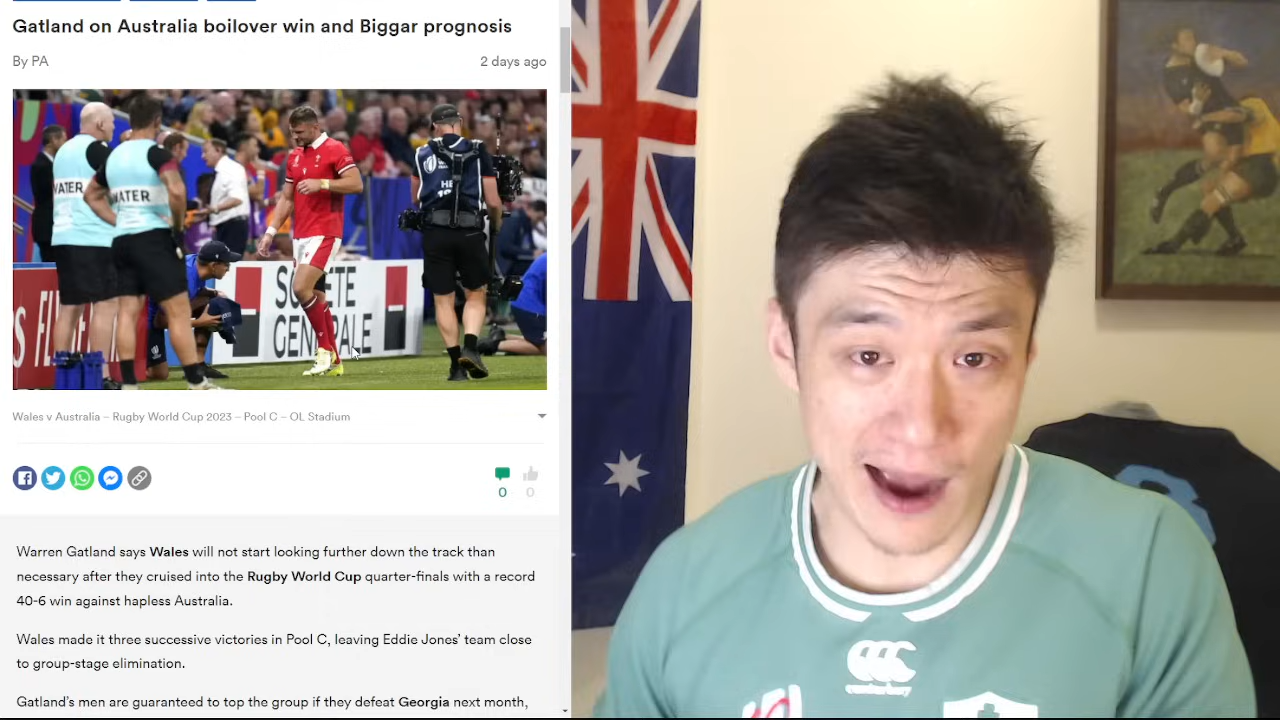 Gatland on Australia boilover win and Biggar prognosis
By PA
2 days ago
WATER
WATER
SOCIETE
GENERALE
Wales v Australia – Rugby World Cup 2023 – Pool C – OL Stadium
0
0
Warren Gatland says Wales will not start looking further down the track than
necessary after they cruised into the Rugby World Cup quarter-finals with a record
40-6 win against hapless Australia.
Wales made it three successive victories in Pool C, leaving Eddie Jones’ team close
to group-stage elimination.
Gatland’s men are guaranteed to top the group if they defeat Georgia next month,
canterbury